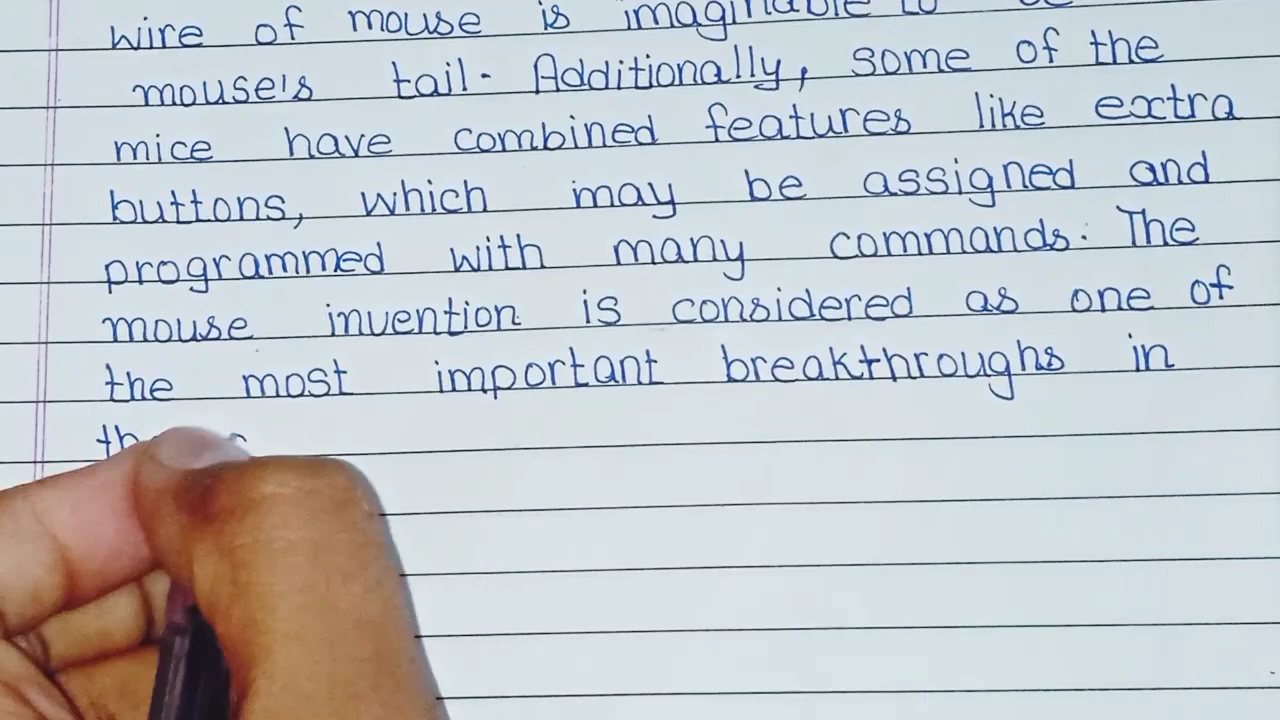 wire of mouse is imaginable to
mouse's tail. Additionally, some of the
mice have combined features like extra
buttons, which may be assigned and
programmed with many commands. The
mouse invention is considered as one of
the most important breakthroughs in